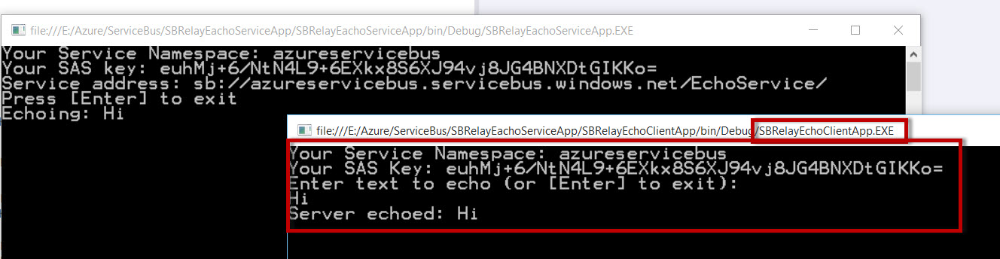 file:///E:/Azure/ServiceBus/SBRelayEachoServiceApp/SBRelayEachoServiceApp/bin/Debug/SBRelayEachoServiceApp.EXE
Your Service Namespace: azureservicebus
Your SAS key: euhMj+6/NtN4L9+6EXkx8S6XJ94vj8JG4BNXDtGIKKo=
Service address: sb://azureservicebus.servicebus.windows.net/EchoService/
Press [Enter] to exit
Echoing: Hi
file:///E:/Azure/ServiceBus/SBRelayEachoServiceApp/SBRelayEchoClientApp/bin/Debug/SBRelayEchoClientApp.EXE
Your Service Namespace: azureservicebus
Your SAS Key: euhMj+6/NtN4L9+6EXkx8S6XJ94vj8JG4BNXDtGIKKo=
Enter text to echo (or [Enter] to exit):
Hi
Server echoed: Hi